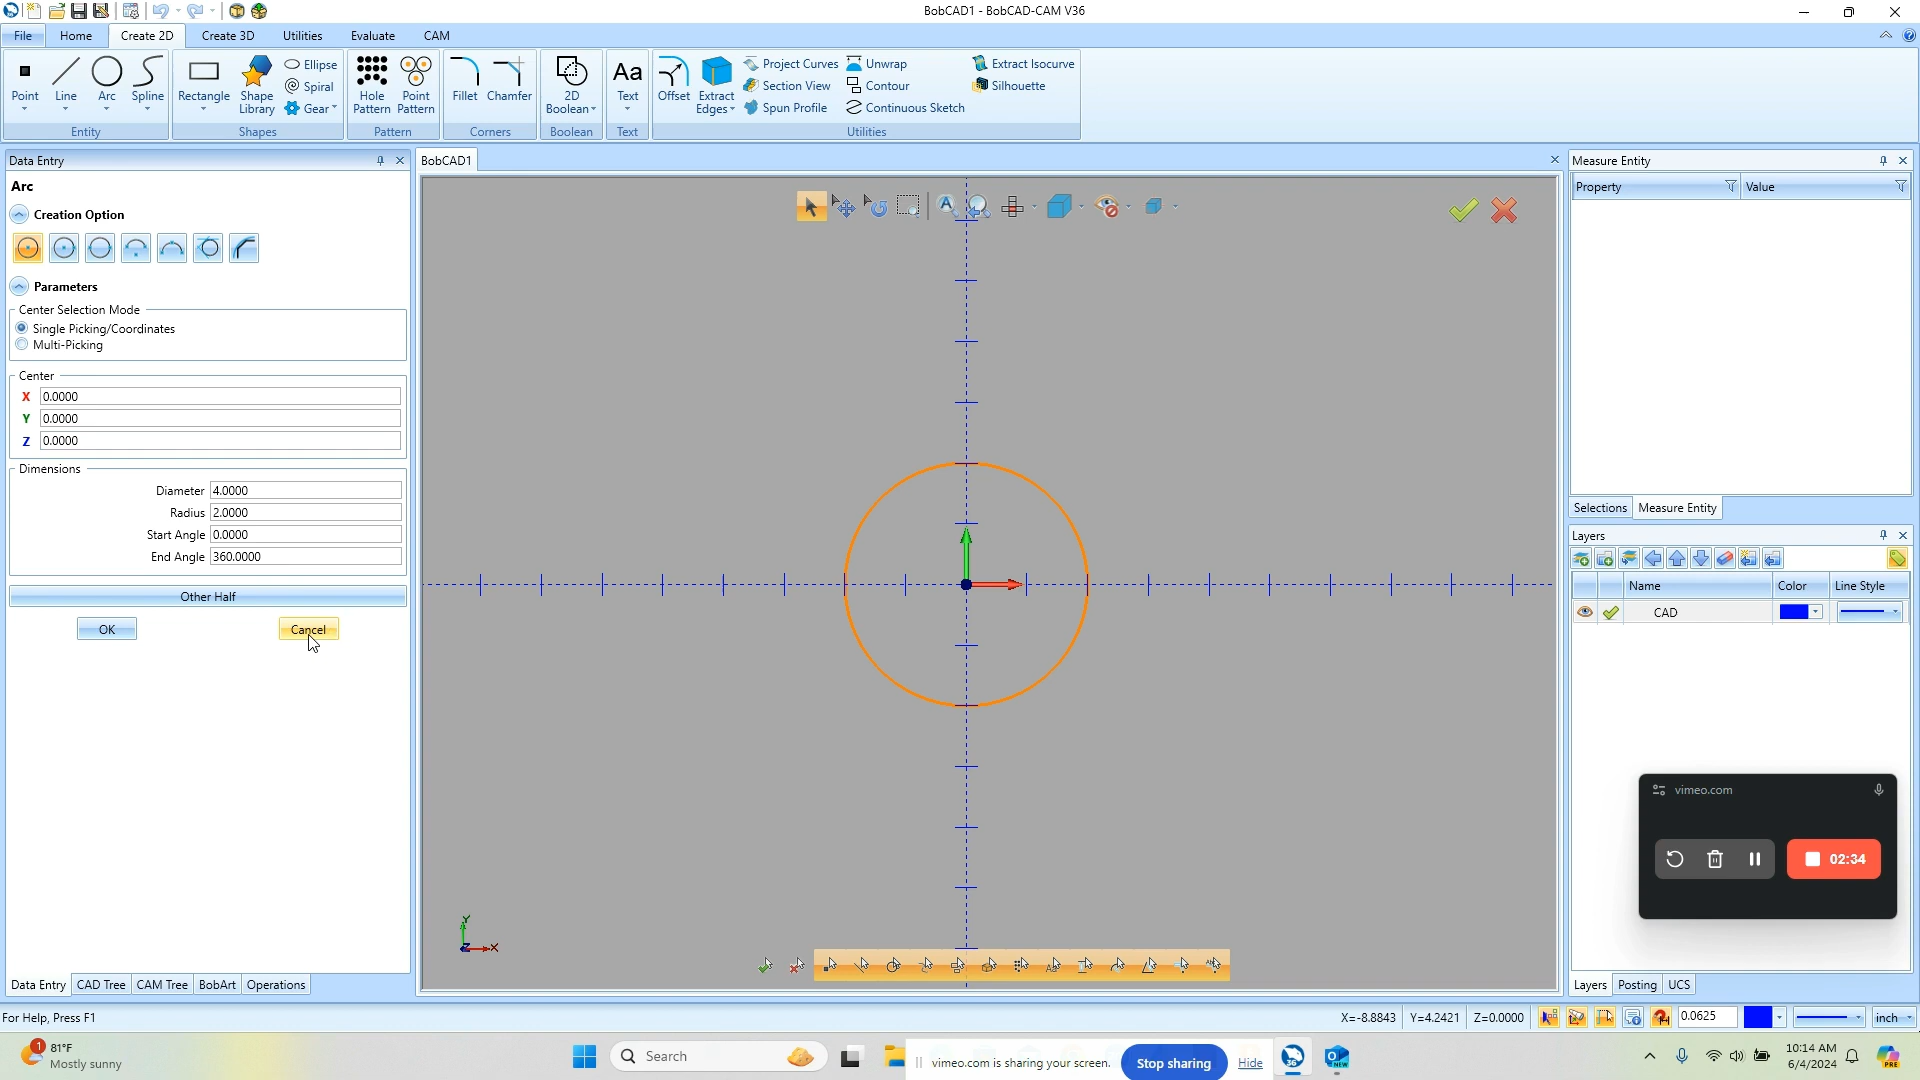 BobCAD1 - BobCAD-CAM V36
File Home Create 2D Create 3D Utilities Evaluate CAM
Point Line Arc Spline
Entity
Rectangle Shape Library Ellipse Spiral Gear
Shapes
Hole Pattern Point Pattern
Pattern
Fillet Chamfer
Corners
2D Boolean
Boolean
Aa
Text
Text
Offset Extract Edges
Project Curves Unwrap Extract Isocurve
Section View Contour Silhouette
Spun Profile Continuous Sketch
Utilities
Data Entry
BobCAD1
Arc
Creation Option
Parameters
Center Selection Mode
Single Picking/Coordinates
Multi-Picking
Center
X 0.0000
Y 0.0000
Z 0.0000
Dimensions
Diameter 4.0000
Radius 2.0000
Start Angle 0.0000
End Angle 360.0000
Other Half
OK Cancel
Data Entry CAD Tree CAM Tree BobArt Operations
Y
Z X
Measure Entity
Property Value
Selections Measure Entity
Layers
Name Color Line Style
CAD
vimeo.com
02:34
Layers Posting UCS
For Help, Press F1
X=-8.8843 Y=4.2421 Z=0.0000 0.0625 inch
1 81°F
Mostly sunny
Search
vimeo.com is sharing your screen. Stop sharing Hide
10:14 AM
6/4/2024